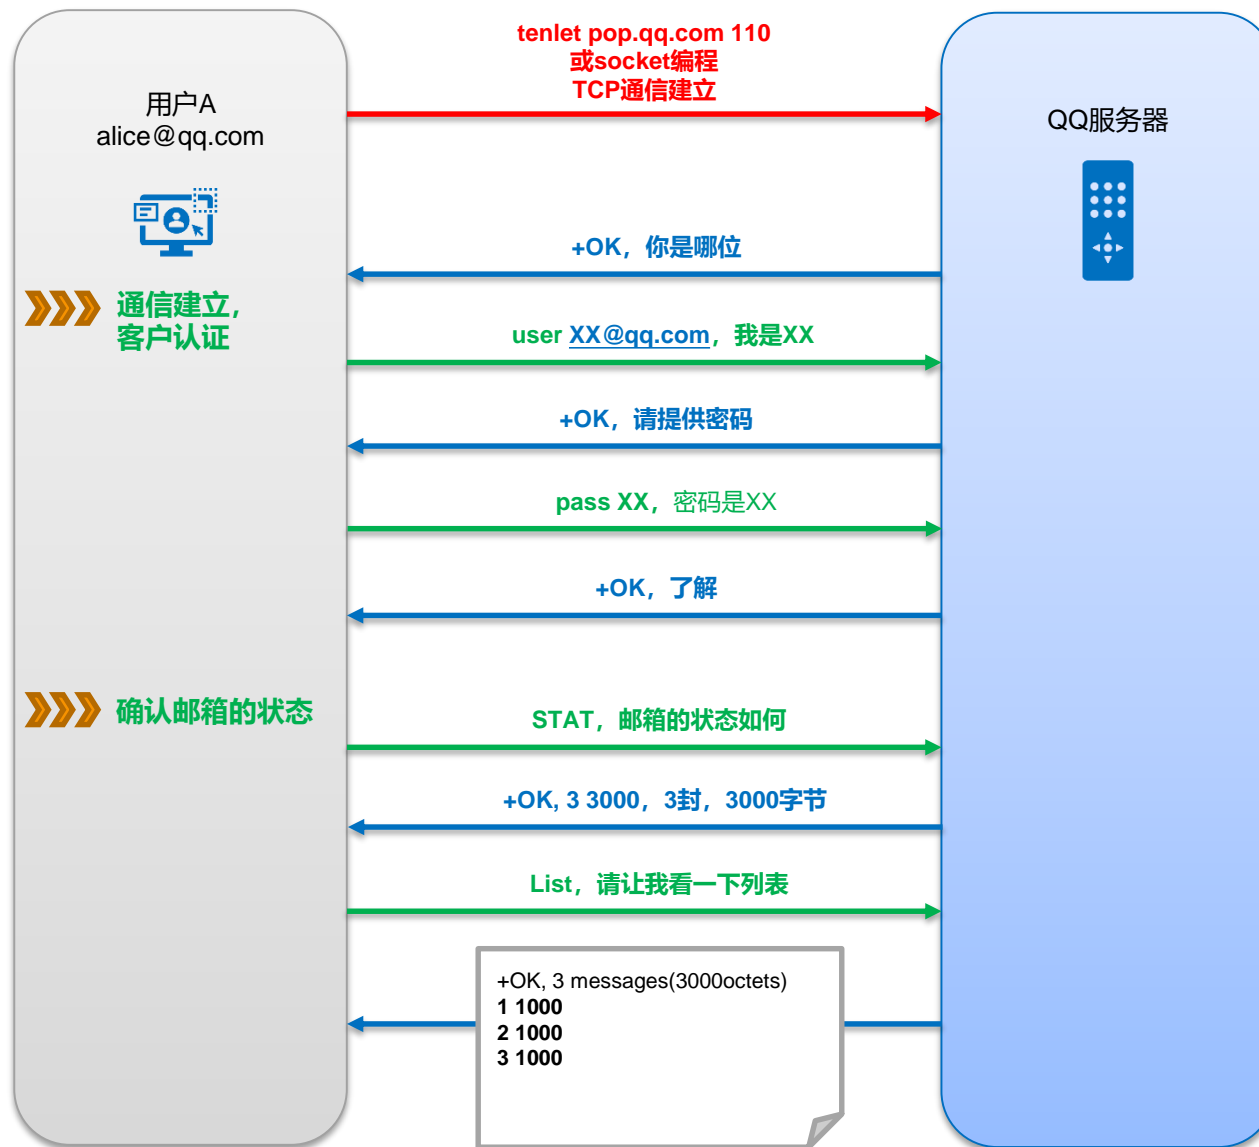 tenlet pop.qq.com 110
或socket编程
TCP通信建立
用户A
alice@qq.com
QQ服务器
+OK，你是哪位
通信建立，
客户认证
user XX@qq.com，我是XX
+OK，请提供密码
pass XX，密码是XX
+OK，了解
确认邮箱的状态
STAT，邮箱的状态如何
+OK, 3 3000，3封，3000字节
List，请让我看一下列表
+OK, 3 messages(3000octets)
1 1000
2 1000
3 1000